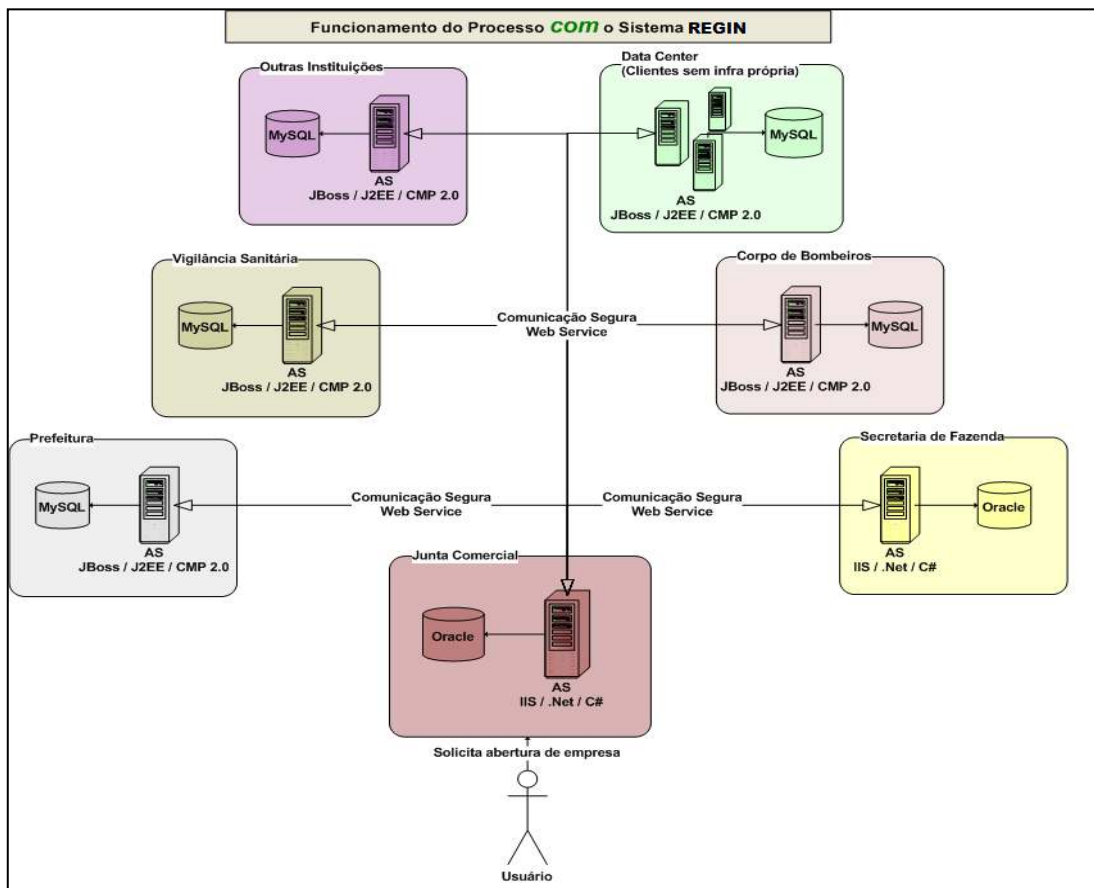 Funcionamento do Processo com o Sistema REGIN
Outras Instituições
MySQL
AS
JBoss / J2EE / CMP 2.0
Data Center
(Clientes sem infra própria)
MySQL
AS
JBoss / J2EE / CMP 2.0
Vigilância Sanitária
MySQL
AS
JBoss / J2EE / CMP 2.0
Comunicação Segura
Web Service
Corpo de Bombeiros
MySQL
AS
JBoss / J2EE / CMP 2.0
Prefeitura
MySQL
AS
JBoss / J2EE / CMP 2.0
Comunicação Segura
Web Service
Comunicação Segura
Web Service
Secretaria de Fazenda
Oracle
AS
IIS / .Net / C#
Junta Comercial
Oracle
AS
IIS / .Net / C#
Solicita abertura de empresa
Usuário